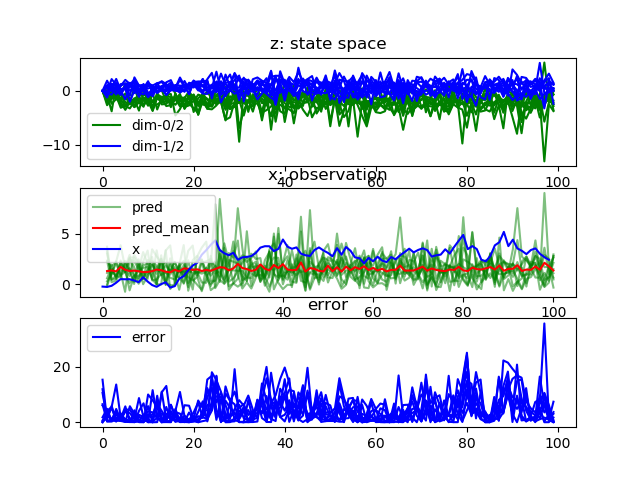 z: state space
0
−10
dim-0/2
dim-1/2
0 20 40 60 80 100
x: observation
5
0
pred
pred_mean
x
0 20 40 60 80 100
error
20
0
error
0 20 40 60 80 100